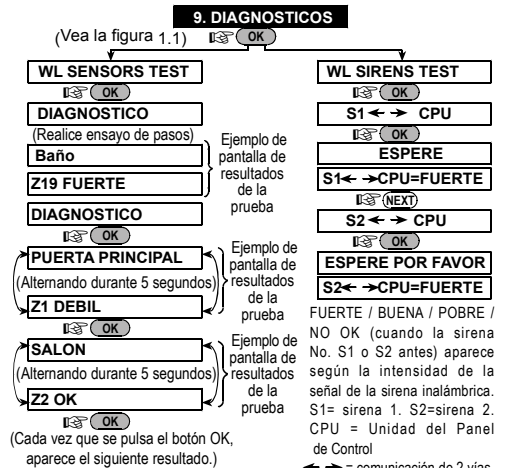 9. DIAGNOSTICOS
(Vea la figura 1.1)
OK
WL SENSORS TEST
OK
DIAGNOSTICO
(Realice ensayo de pasos)
Baño
Z19 FUERTE
Ejemplo de
pantalla de
resultados
de la
prueba
DIAGNOSTICO
OK
PUERTA PRINCIPAL
(Alternando durante 5 segundos)
Z1 DEBIL
Ejemplo de
pantalla de
resultados
de la
prueba
OK
SALON
(Alternando durante 5 segundos)
Z2 OK
Ejemplo de
pantalla de
resultados
de la
prueba
OK
(Cada vez que se pulsa el botón OK,
aparece el siguiente resultado.)
WL SIRENS TEST
OK
S1← → CPU
OK
ESPERE
S1← →CPU=FUERTE
NEXT
S2← → CPU
OK
ESPERE POR FAVOR
S2← →CPU=FUERTE
FUERTE / BUENA / POBRE /
NO OK (cuando la sirena
No. S1 o S2 antes) aparece
según la intensidad de la
señal de la sirena inalámbrica.
S1= sirena 1. S2=sirena 2.
CPU = Unidad del Panel
de Control
← → = comunicación de 2 vías